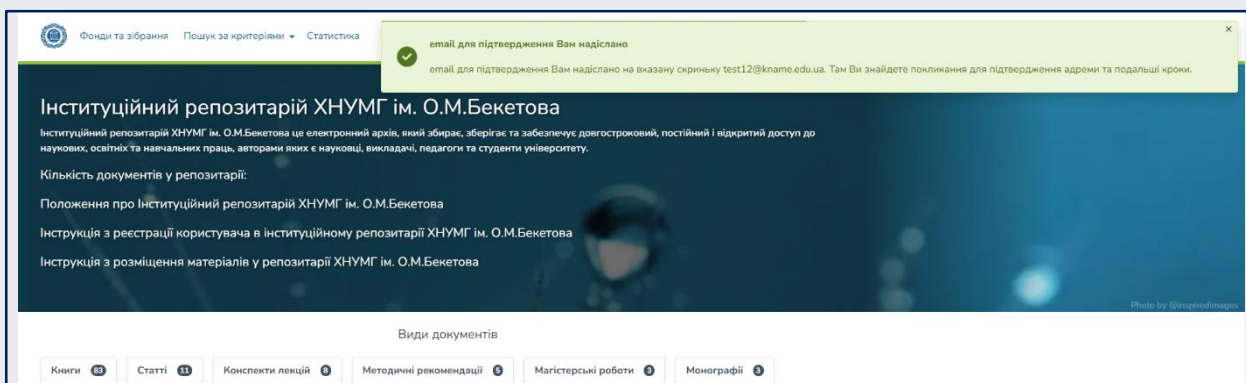 Фонди та зібрання Пошук за критеріями Статистика
email для підтвердження Вам надіслано
email для підтвердження Вам надіслано на вказану скриньку test12@kname.edu.ua. Там Ви знайдете покликання для підтвердження адреми та подальші кроки.
Інституційний репозитарій ХНУМГ ім. О.М.Бекетова
Інституційний репозитарій ХНУМГ ім. О.М.Бекетова це електронний архів, який збирає, зберігає та забезпечує довгостроковий, постійний і відкритий доступ до
наукових, освітніх та навчальних праць, авторами яких є науковці, викладачі, педагоги та студенти університету.
Кількість документів у репозитарії:
Положення про Інституційний репозитарій ХНУМГ ім. О.М.Бекетова
Інструкція з реєстрації користувача в інституційному репозитарії ХНУМГ ім. О.М.Бекетова
Інструкція з розміщення матеріалів у репозитарії ХНУМГ ім. О.М.Бекетова
Photo by @inspiredimages
Види документів
Книги 83 Статті 11 Конспекти лекцій 8 Методичні рекомендації 5 Магістерські роботи 3 Монографії 3